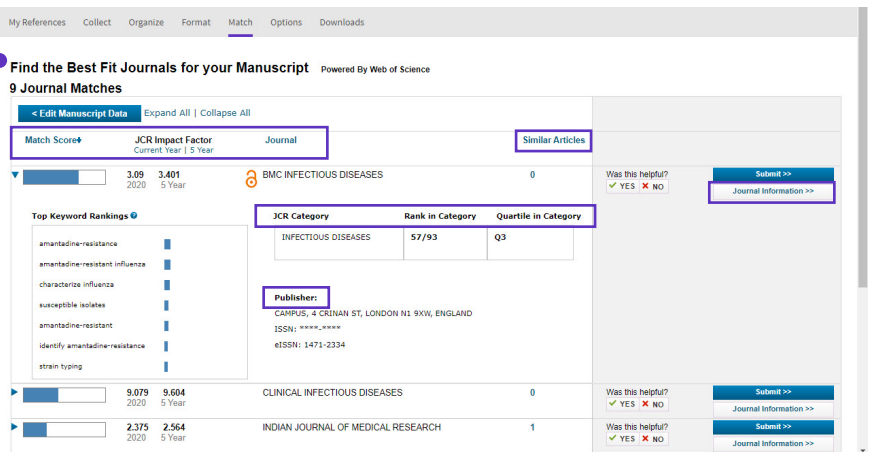 My References Collect Organize Format Match Options Downloads
Find the Best Fit Journals for your Manuscript Powered By Web of Science
9 Journal Matches
< Edit Manuscript Data Expand All | Collapse All
Match Score JCR Impact Factor Journal Similar Articles
Current Year | 5 Year
3.09 3.401 BMC INFECTIOUS DISEASES 0 Was this helpful? Submit >>
2020 5 Year YES NO Journal Information >>
Top Keyword Rankings JCR Category Rank in Category Quartile in Category
INFECTIOUS DISEASES 57/93 Q3
amantadine-resistance
amantadine-resistant influenza
characterize influenza
susceptible isolates
amantadine-resistant
identify amantadine-resistance
strain typing
Publisher:
CAMPUS, 4 CRINAN ST, LONDON N1 9XW, ENGLAND
ISSN: ****-****
eISSN: 1471-2334
9.079 9.604 CLINICAL INFECTIOUS DISEASES 0 Was this helpful? Submit >>
2020 5 Year YES NO Journal Information >>
2.375 2.564 INDIAN JOURNAL OF MEDICAL RESEARCH 1 Was this helpful? Submit >>
2020 5 Year YES NO Journal Information >>